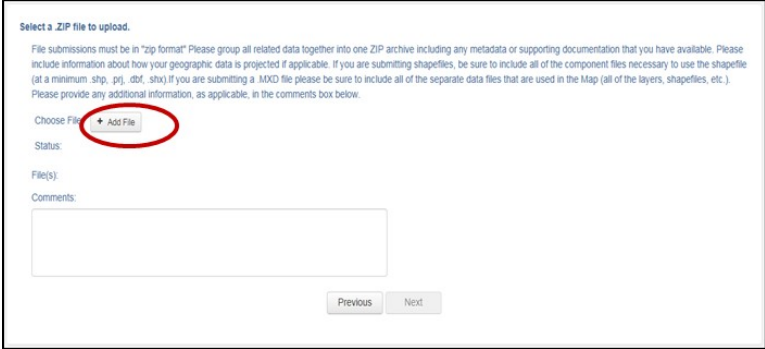 Select a .ZIP file to upload.
File submissions must be in "zip format" Please group all related data together into one ZIP archive including any metadata or supporting documentation that you have available. Please
include information about how your geographic data is projected if applicable. If you are submitting shapefiles, be sure to include all of the component files necessary to use the shapefile
(at a minimum .shp, .prj, .dbf, .shx).If you are submitting a .MXD file please be sure to include all of the separate data files that are used in the Map (all of the layers, shapefiles, etc.).
Please provide any additional information, as applicable, in the comments box below.
Choose File: + Add File
Status:
File(s):
Comments:
Previous Next